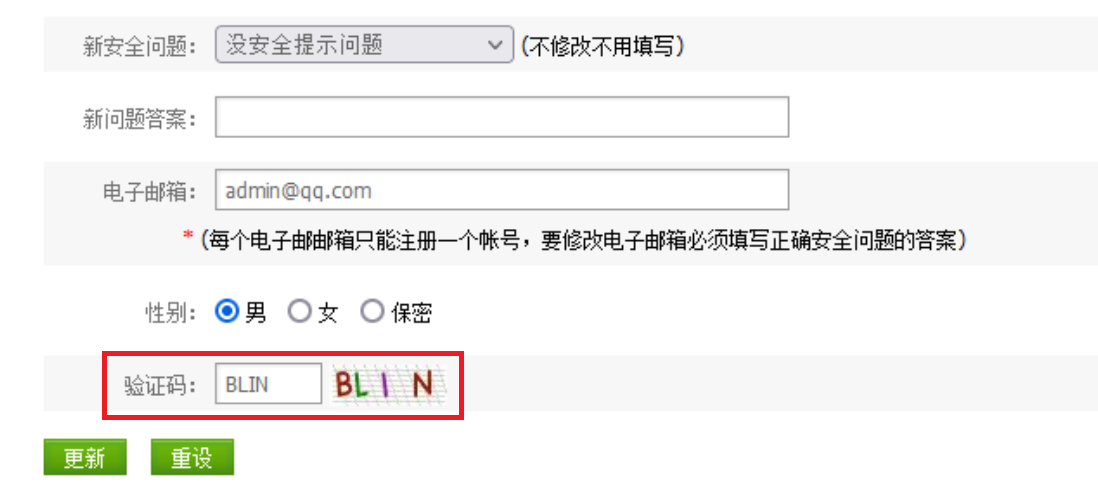 新安全问题： 没安全提示问题 (不修改不用填写)
新问题答案：
电子邮箱： admin@qq.com
* (每个电子邮邮箱只能注册一个帐号，要修改电子邮箱必须填写正确安全问题的答案)
性别： 男 女 保密
验证码： BLIN BLIN
更新 重设